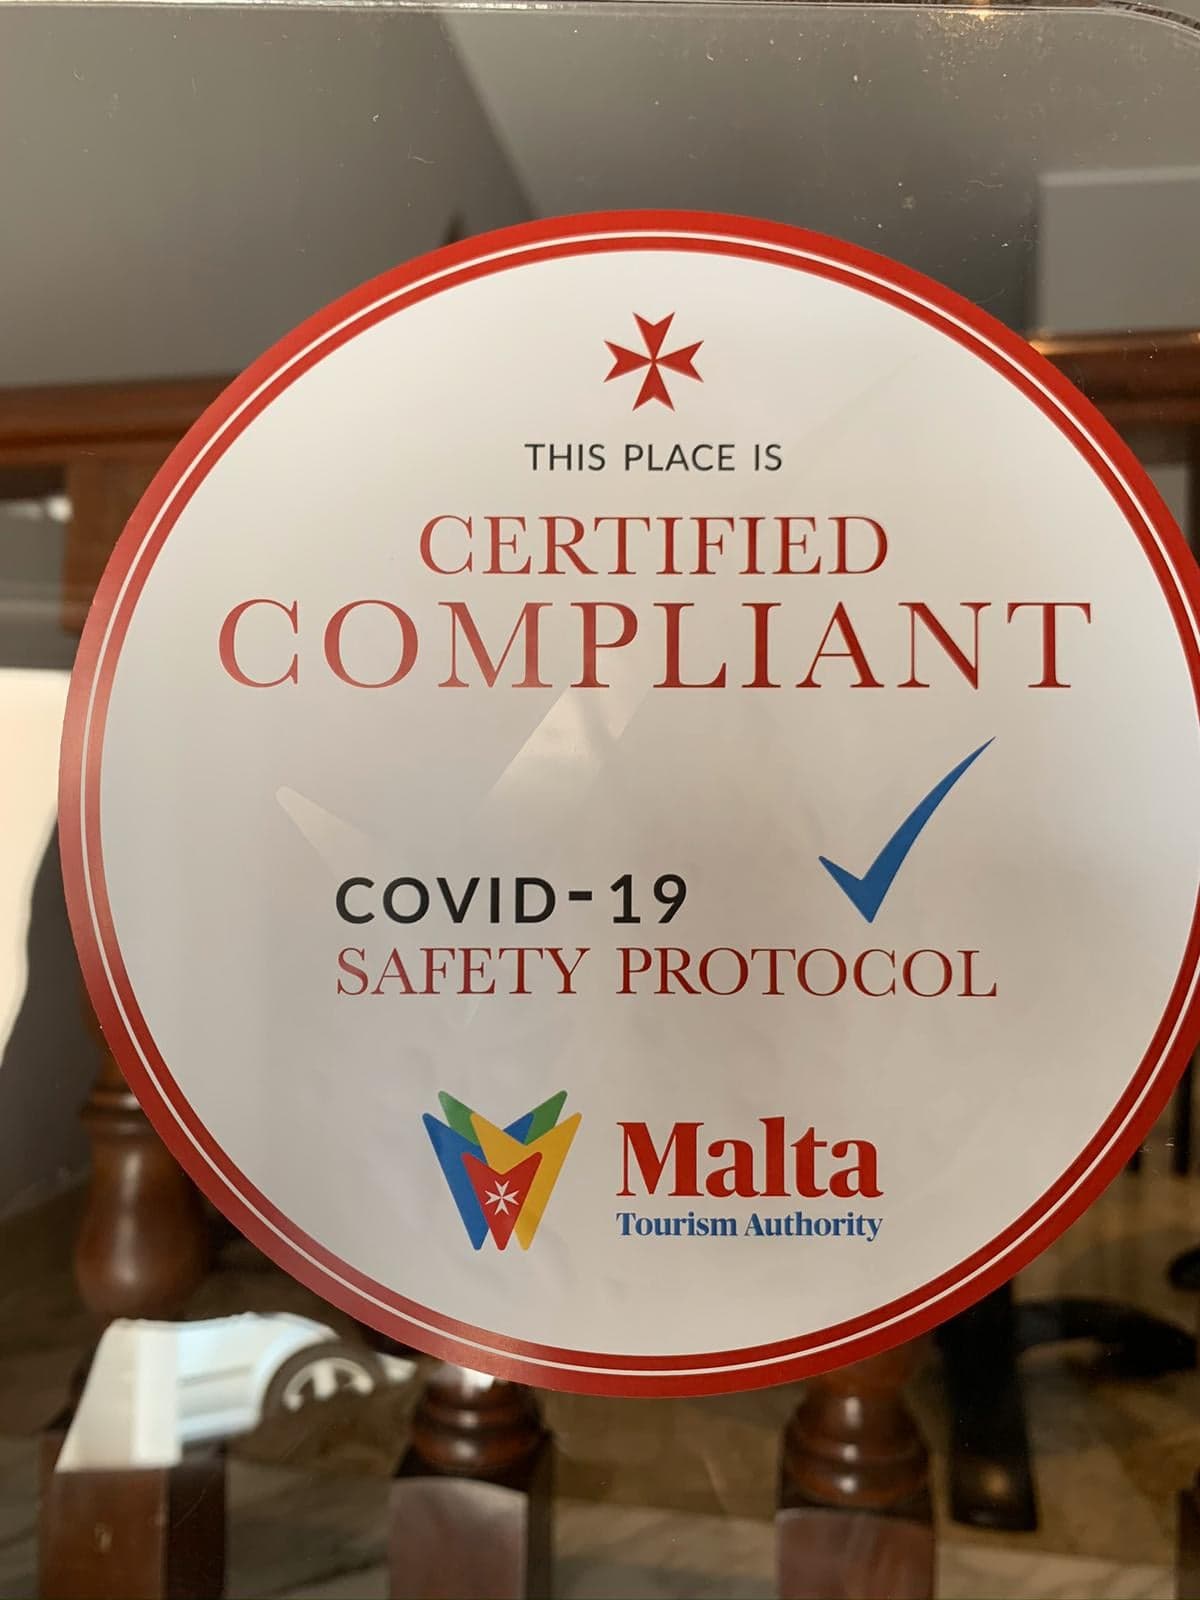 THIS PLACE IS
CERTIFIED
COMPLIANT
COVID-19
SAFETY PROTOCOL
Malta
Tourism Authority